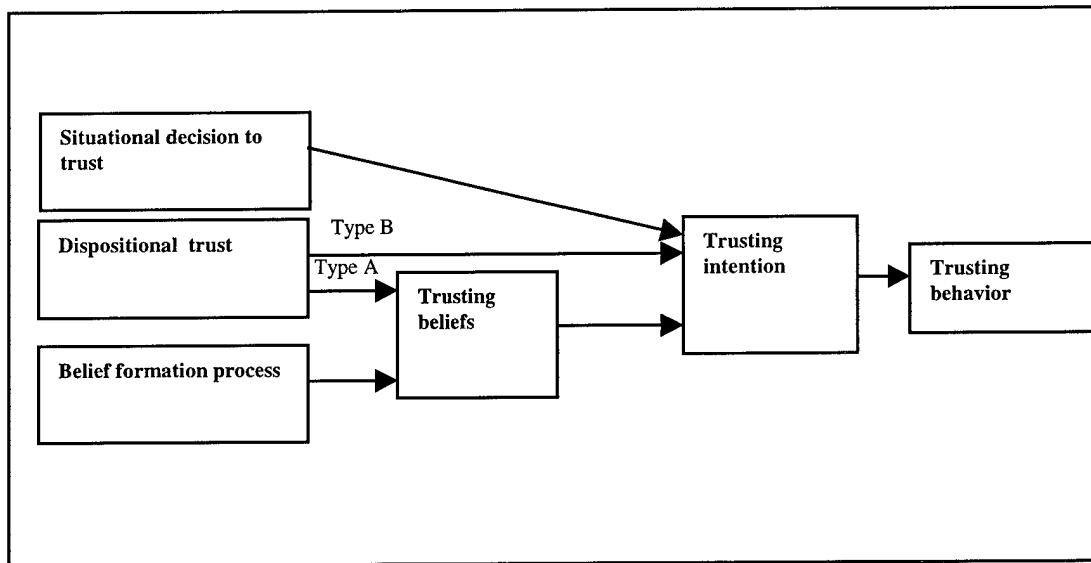 Situational decision to
trust
Dispositional trust
Type B
Type A
Trusting
beliefs
Belief formation process
Trusting
intention
Trusting
behavior